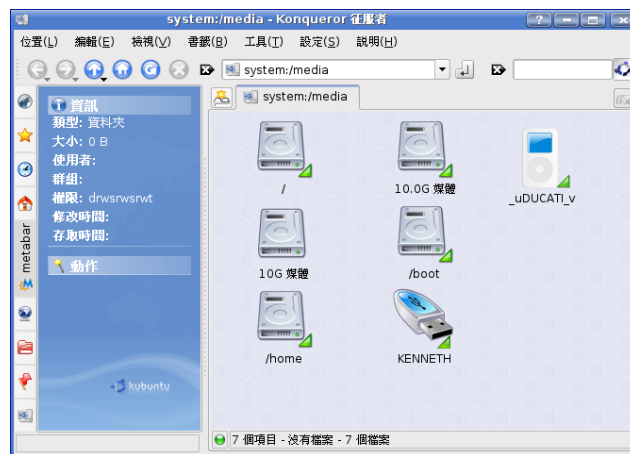 system:/media - Konqueror 征服者
位置(L) 編輯(E) 檢視(V) 書籤(B) 工具(T) 設定(S) 說明(H)
system:/media
system:/media
metabar
資訊
類型: 資料夾
大小: 0 B
使用者:
群組:
權限: drwsrwsrwt
修改時間:
存取時間:
動作
kubuntu
/
10.0G 媒體
_uDUCATI_v
10G 媒體
/boot
/home
KENNETH
7 個項目 - 沒有檔案 - 7 個檔案